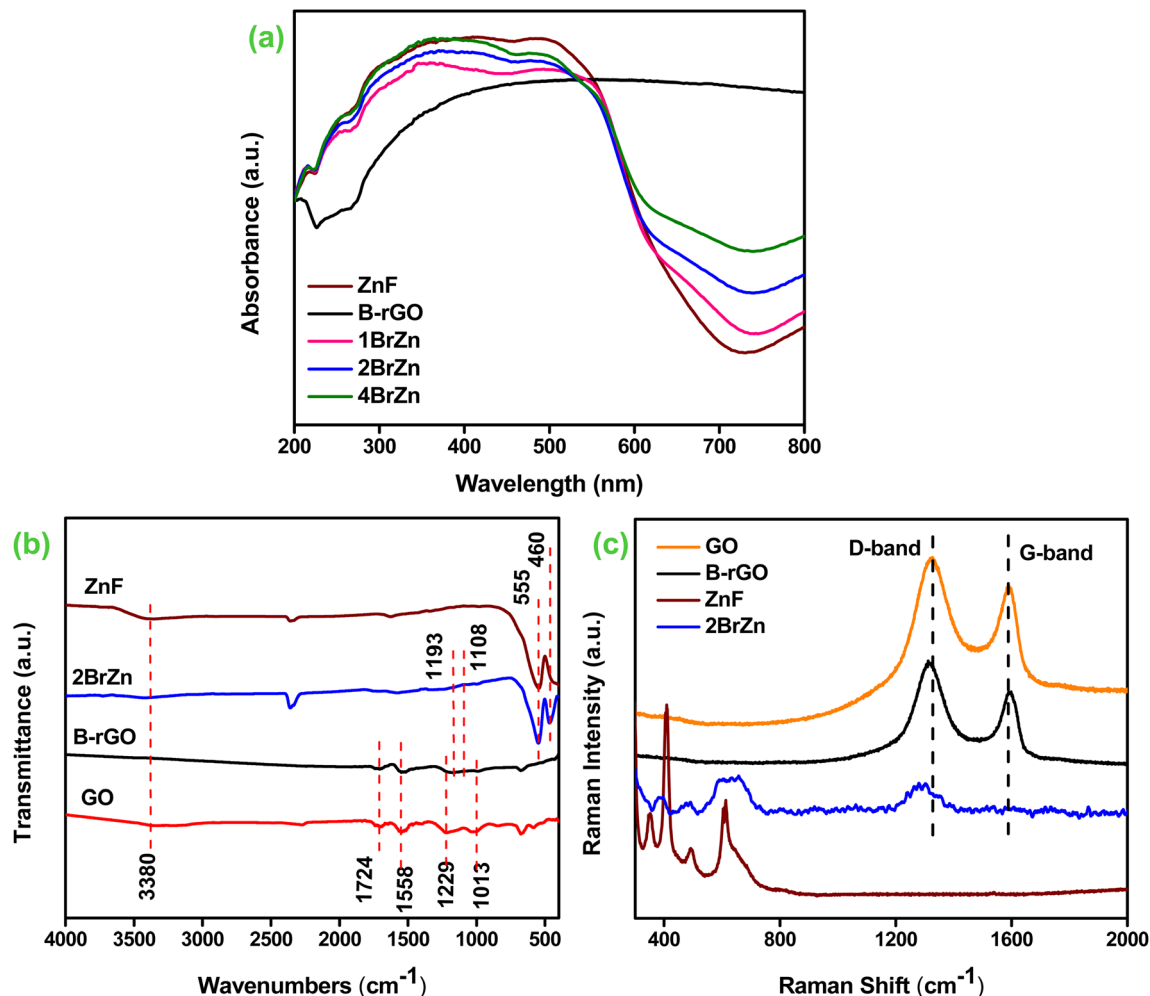 (a)
Absorbance (a.u.)
ZnF
B-rGO
1BrZn
2BrZn
4BrZn
200 300 400 500 600 700 800
Wavelength (nm)
(b)
Transmittance (a.u.)
ZnF
2BrZn
B-rGO
GO
3380
1724
1558
1229
1013
1193
1108
555
460
4000 3500 3000 2500 2000 1500 1000 500
Wavenumbers (cm-1)
(c)
Raman Intensity (a.u.)
GO
B-rGO
ZnF
2BrZn
D-band
G-band
400 800 1200 1600 2000
Raman Shift (cm-1)